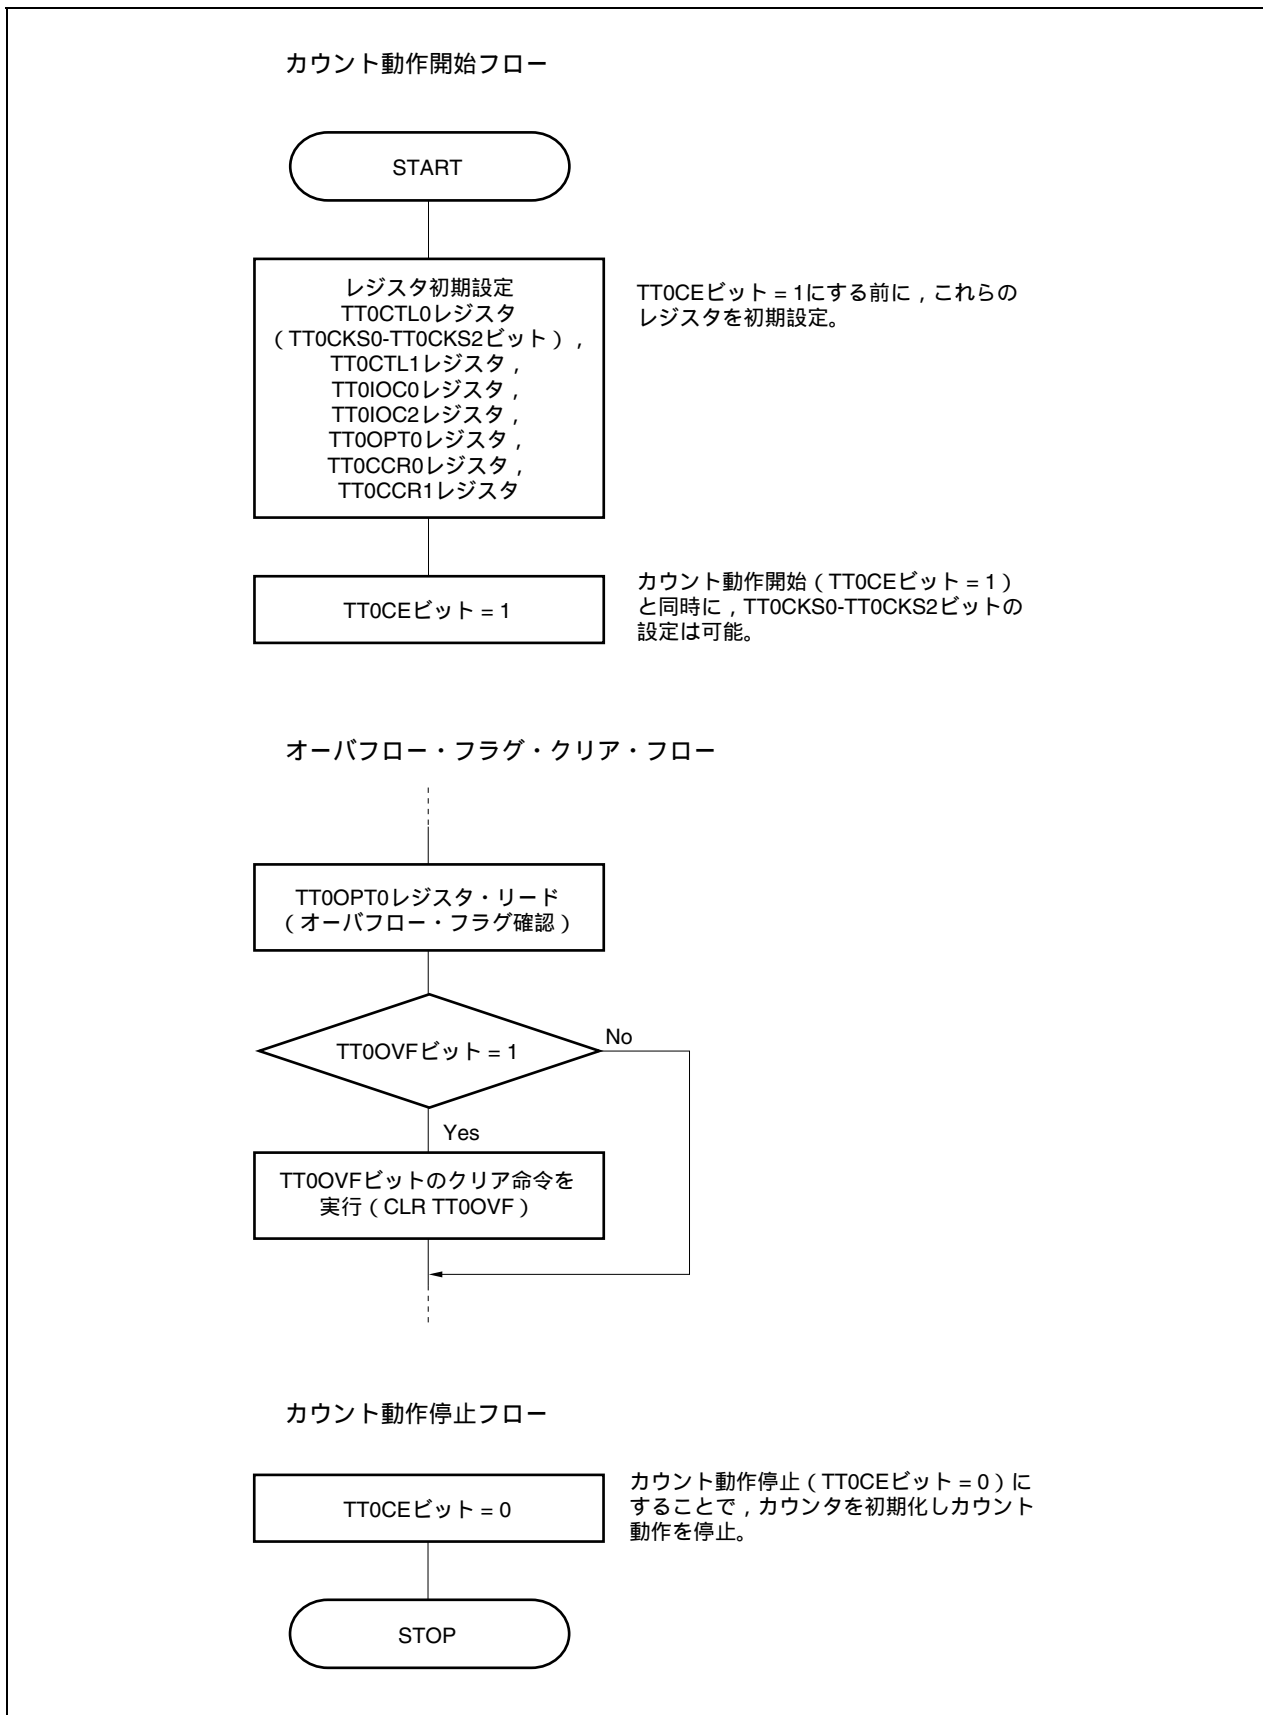 カウント動作開始フロー
START
レジスタ初期設定
TT0CTL0レジスタ
（TT0CKS0-TT0CKS2ビット），
TT0CTL1レジスタ，
TT0IOC0レジスタ，
TT0IOC2レジスタ，
TT0OPT0レジスタ，
TT0CCR0レジスタ，
TT0CCR1レジスタ
TT0CEビット = 1にする前に，これらの
レジスタを初期設定。
TT0CEビット = 1
カウント動作開始（TT0CEビット = 1）
と同時に，TT0CKS0-TT0CKS2ビットの
設定は可能。
オーバフロー・フラグ・クリア・フロー
TT0OPT0レジスタ・リード
（オーバフロー・フラグ確認）
TT0OVFビット = 1
No
Yes
TT0OVFビットのクリア命令を
実行（CLR TT0OVF）
カウント動作停止フロー
TT0CEビット = 0
カウント動作停止（TT0CEビット = 0）に
することで，カウンタを初期化しカウント
動作を停止。
STOP